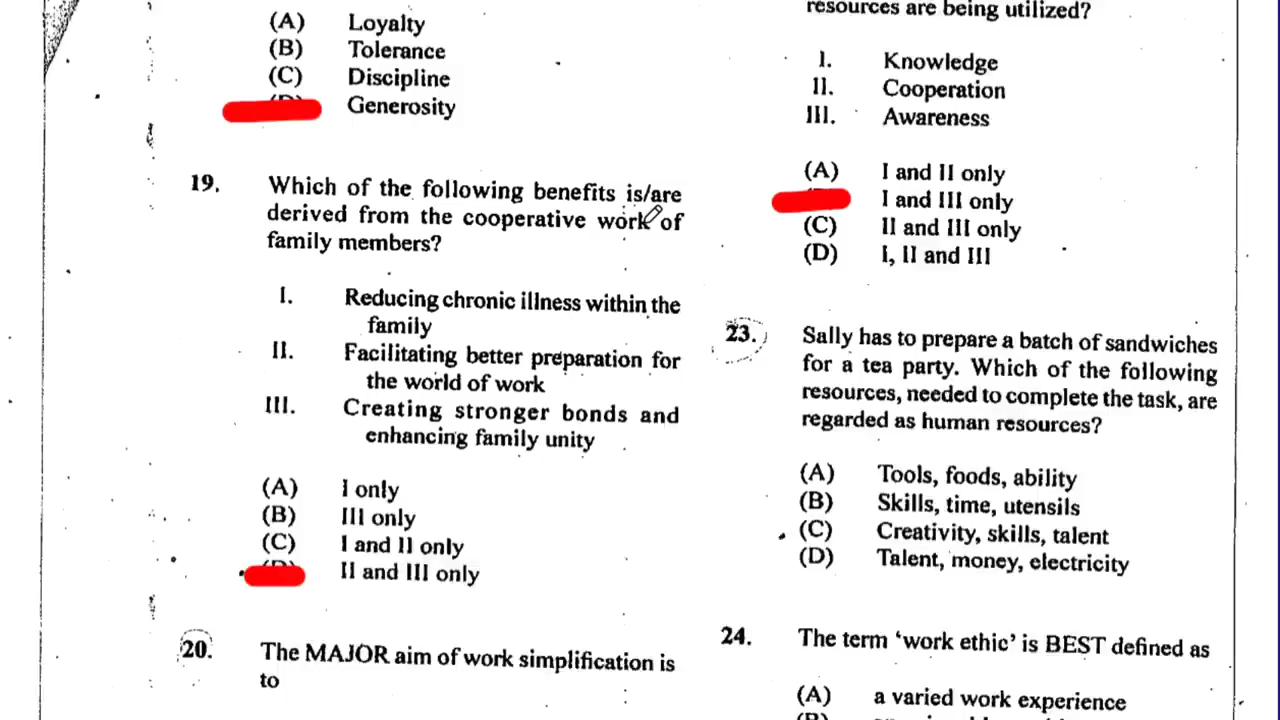 (A) Loyalty
(B) Tolerance
(C) Discipline
Generosity
19. Which of the following benefits is/are
derived from the cooperative work of
family members?
I. Reducing chronic illness within the
family
II. Facilitating better preparation for
the world of work
III. Creating stronger bonds and
enhancing family unity
(A) I only
(B) III only
(C) I and II only
II and III only
20. The MAJOR aim of work simplification is
to
resources are being utilized?
I. Knowledge
II. Cooperation
III. Awareness
(A) I and II only
I and III only
(C) II and III only
(D) I, II and III
23. Sally has to prepare a batch of sandwiches
for a tea party. Which of the following
resources, needed to complete the task, are
regarded as human resources?
(A) Tools, foods, ability
(B) Skills, time, utensils
(C) Creativity, skills, talent
(D) Talent, money, electricity
24. The term ‘work ethic’ is BEST defined as
(A) a varied work experience